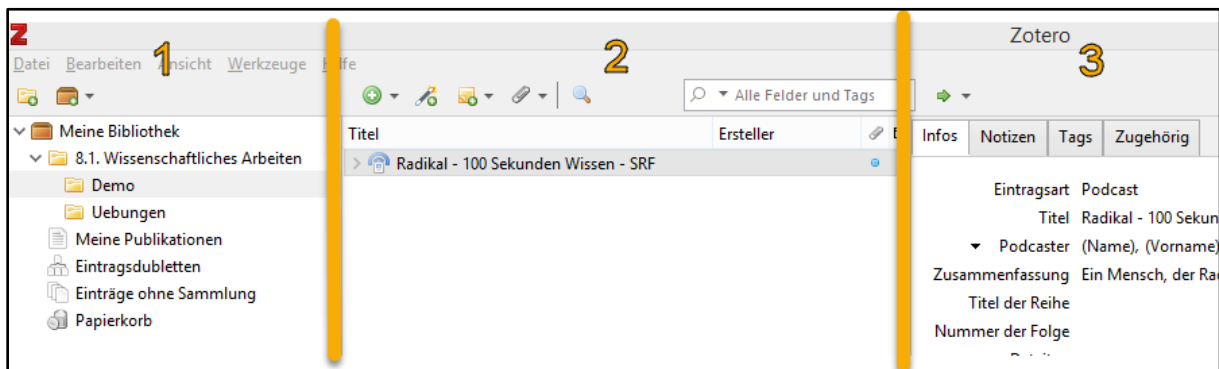 Z
Zotero
1
2
3
Datei Bearbeiten Ansicht Werkzeuge Hilfe
Alle Felder und Tags
Meine Bibliothek
8.1. Wissenschaftliches Arbeiten
Demo
Uebungen
Meine Publikationen
Eintragsdubletten
Einträge ohne Sammlung
Papierkorb
Titel Ersteller
Radikal - 100 Sekunden Wissen - SRF
Infos Notizen Tags Zugehörig
Eintragsart Podcast
Titel Radikal - 100 Sekun
Podcaster (Name), (Vorname)
Zusammenfassung Ein Mensch, der Ra
Titel der Reihe
Nummer der Folge